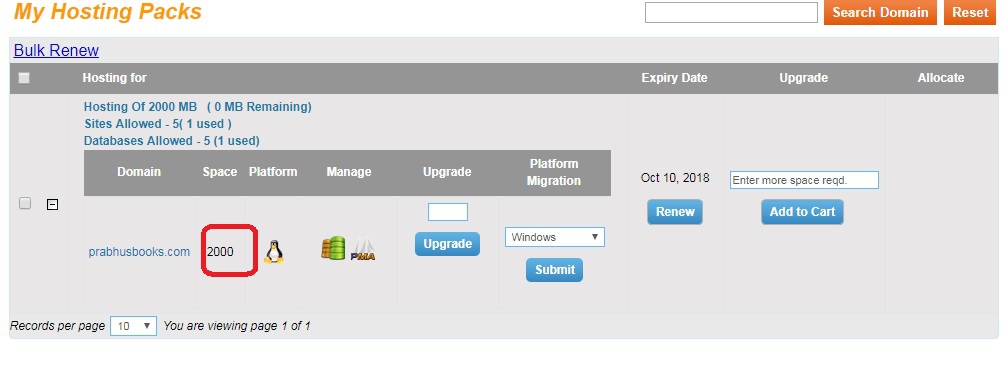 My Hosting Packs
Search Domain Reset
Bulk Renew
Hosting for Expiry Date Upgrade Allocate
Hosting Of 2000 MB ( 0 MB Remaining)
Sites Allowed - 5( 1 used )
Databases Allowed - 5 (1 used)
Domain Space Platform Manage Upgrade Platform Migration
Oct 10, 2018 Enter more space reqd.
Renew Add to Cart
prabhusbooks.com 2000 PMA Upgrade Windows
Submit
Records per page 10 You are viewing page 1 of 1